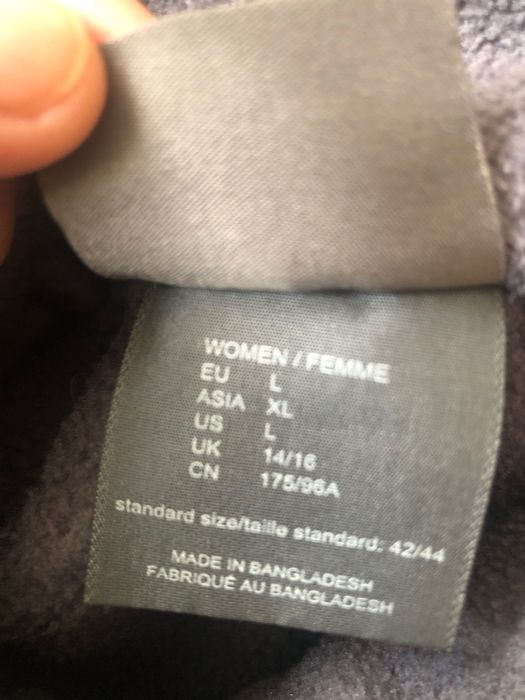 WOMEN / FEMME
EU L
ASIA XL
US L
UK 14/16
CN 175/96A
standard size/taille standard: 42/44
MADE IN BANGLADESH
FABRIQUÉ AU BANGLADESH